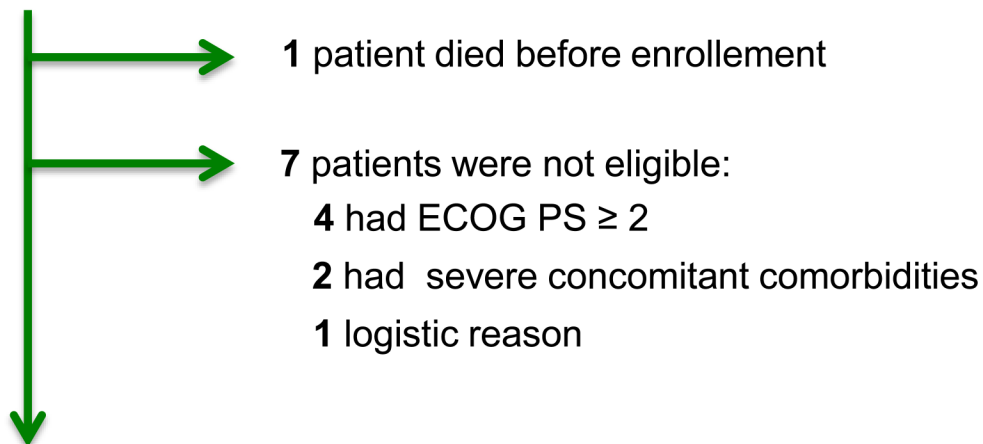 1 patient died before enrollement
7 patients were not eligible:
4 had ECOG PS ≥ 2
2 had  severe concomitant comorbidities
1 logistic reason